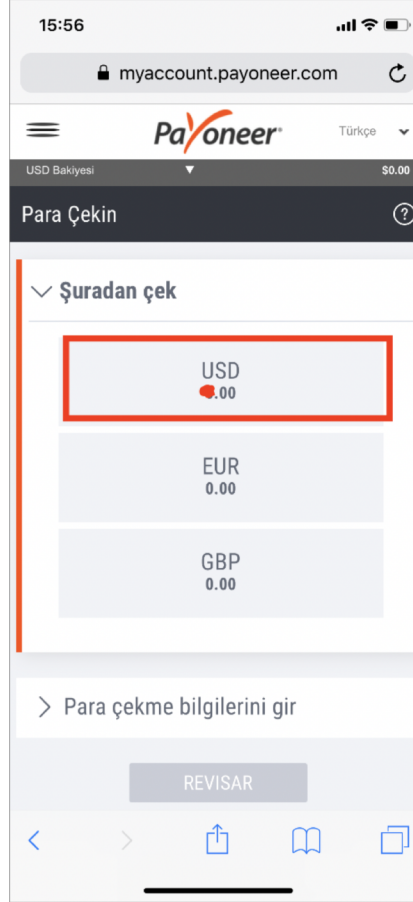 15:56
myaccount.payoneer.com
Payoneer
Türkçe
USD Bakiyesi
$0.00
Para Çekin
Şuradan çek
USD
.00
EUR
0.00
GBP
0.00
Para çekme bilgilerini gir
REVISAR